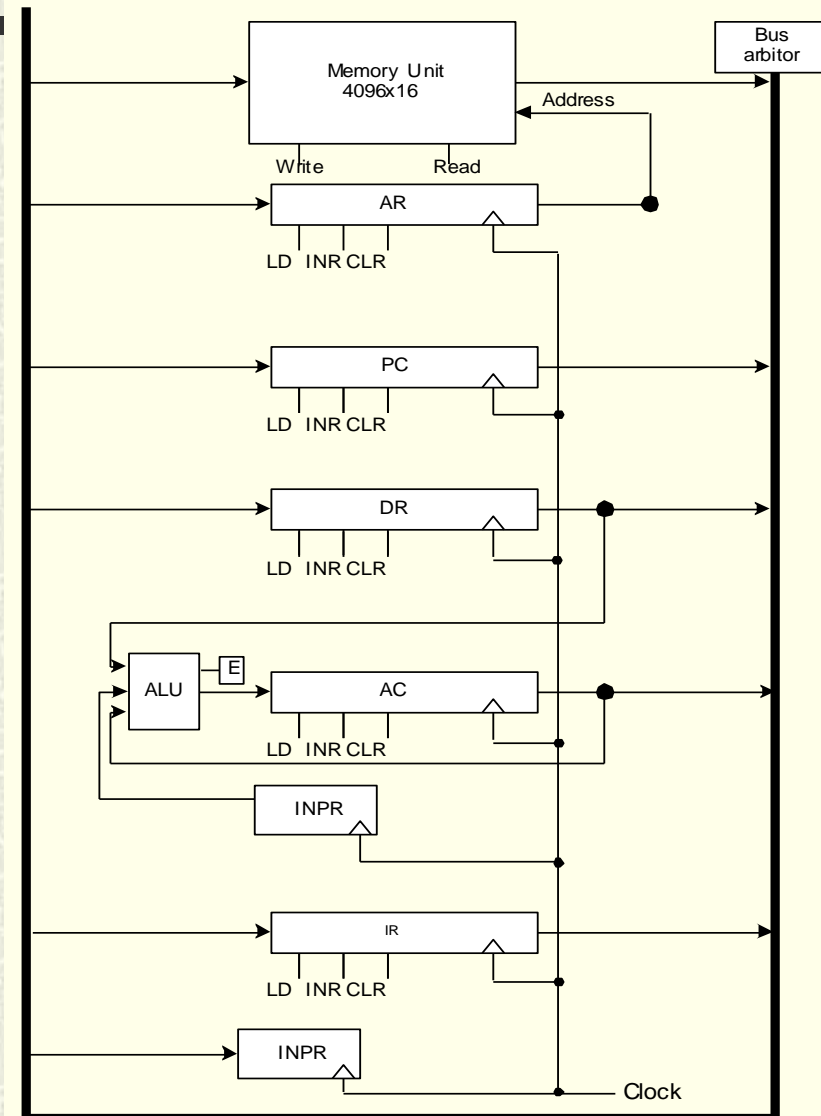 Bus
arbitor
Memory Unit
4096x16
Address
Write Read
AR
LD INR CLR
PC
LD INR CLR
DR
LD INR CLR
E
ALU
AC
LD INR CLR
INPR
IR
LD INR CLR
INPR
Clock